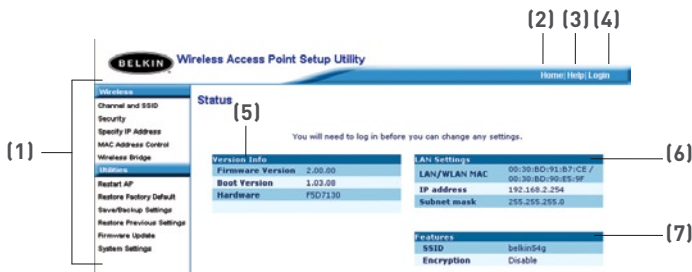 (2) (3) (4)
BELKIN Wireless Access Point Setup Utility
Home| Help| Login
Wireless
Channel and SSID
Security
Specify IP Address
MAC Address Control
Wireless Bridge
Utilities
Restart AP
Restore Factory Default
Save/Backup Settings
Restore Previous Settings
Firmware Update
System Settings
(1)
Status
(5)
You will need to log in before you can change any settings.
Version Info
Firmware Version 2.00.00
Boot Version 1.03.08
Hardware F5D7130
LAN Settings
(6)
LAN/WLAN MAC 00:30:BD:91:B7:CE /
00:30:BD:90:E5:9F
IP address 192.168.2.254
Subnet mask 255.255.255.0
Features
(7)
SSID belkin54g
Encryption Disable